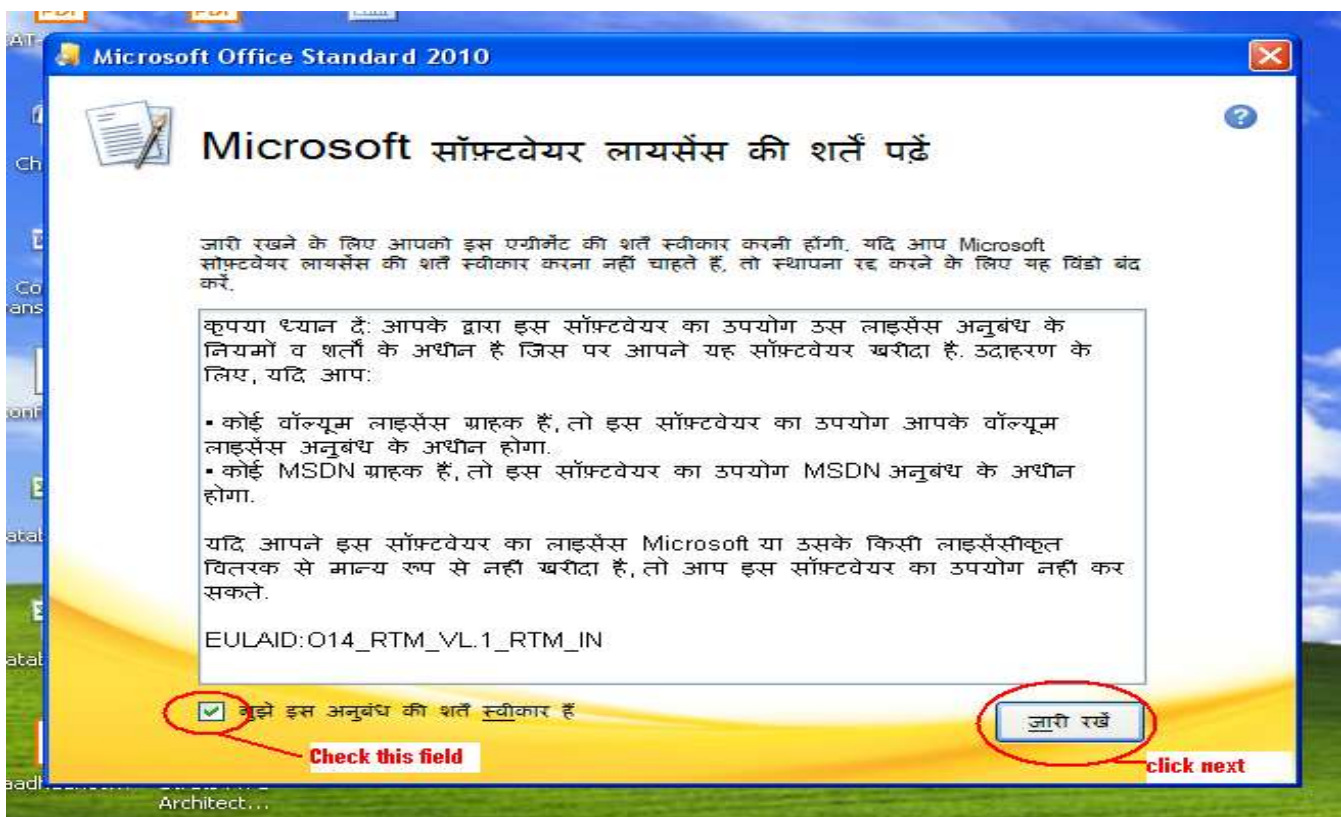 Microsoft Office Standard 2010
Microsoft सॉफ़्टवेयर लायसेंस की शर्तें पढ़ें
जारी रखने के लिए आपको इस एग्रीमेंट की शर्तें स्वीकार करनी होंगी. यदि आप Microsoft
सोफ़्टवेयर लायसेंस की शर्तें स्वीकार करना नहीं चाहते हैं, तो स्थापना रद्द करने के लिए यह विंडो बंद
करें.
कृपया ध्यान दें: आपके द्वारा इस सॉफ़्टवेयर का उपयोग उस लाइसेंस अनुबंध के
नियमों व शर्तों के अधीन है जिस पर आपने यह सॉफ़्टवेयर खरीदा है. उदाहरण के
लिए, यदि आप:
▪ कोई वॉल्यूम लाइसेंस ग्राहक हैं, तो इस सॉफ़्टवेयर का उपयोग आपके वॉल्यूम
लाइसेंस अनुबंध के अधीन होगा.
▪ कोई MSDN ग्राहक हैं, तो इस सॉफ़्टवेयर का उपयोग MSDN अनुबंध के अधीन
होगा.
यदि आपने इस सॉफ़्टवेयर का लाइसेंस Microsoft या उसके किसी लाइसेंसीकृत
वितरक से मान्य रूप से नहीं खरीदा है, तो आप इस सॉफ़्टवेयर का उपयोग नहीं कर
सकते.
EULAID:O14_RTM_VL.1_RTM_IN
मुझे इस अनुबंध की शर्तें स्वीकार हैं
जारी रखें
Check this field
click next
Architect...